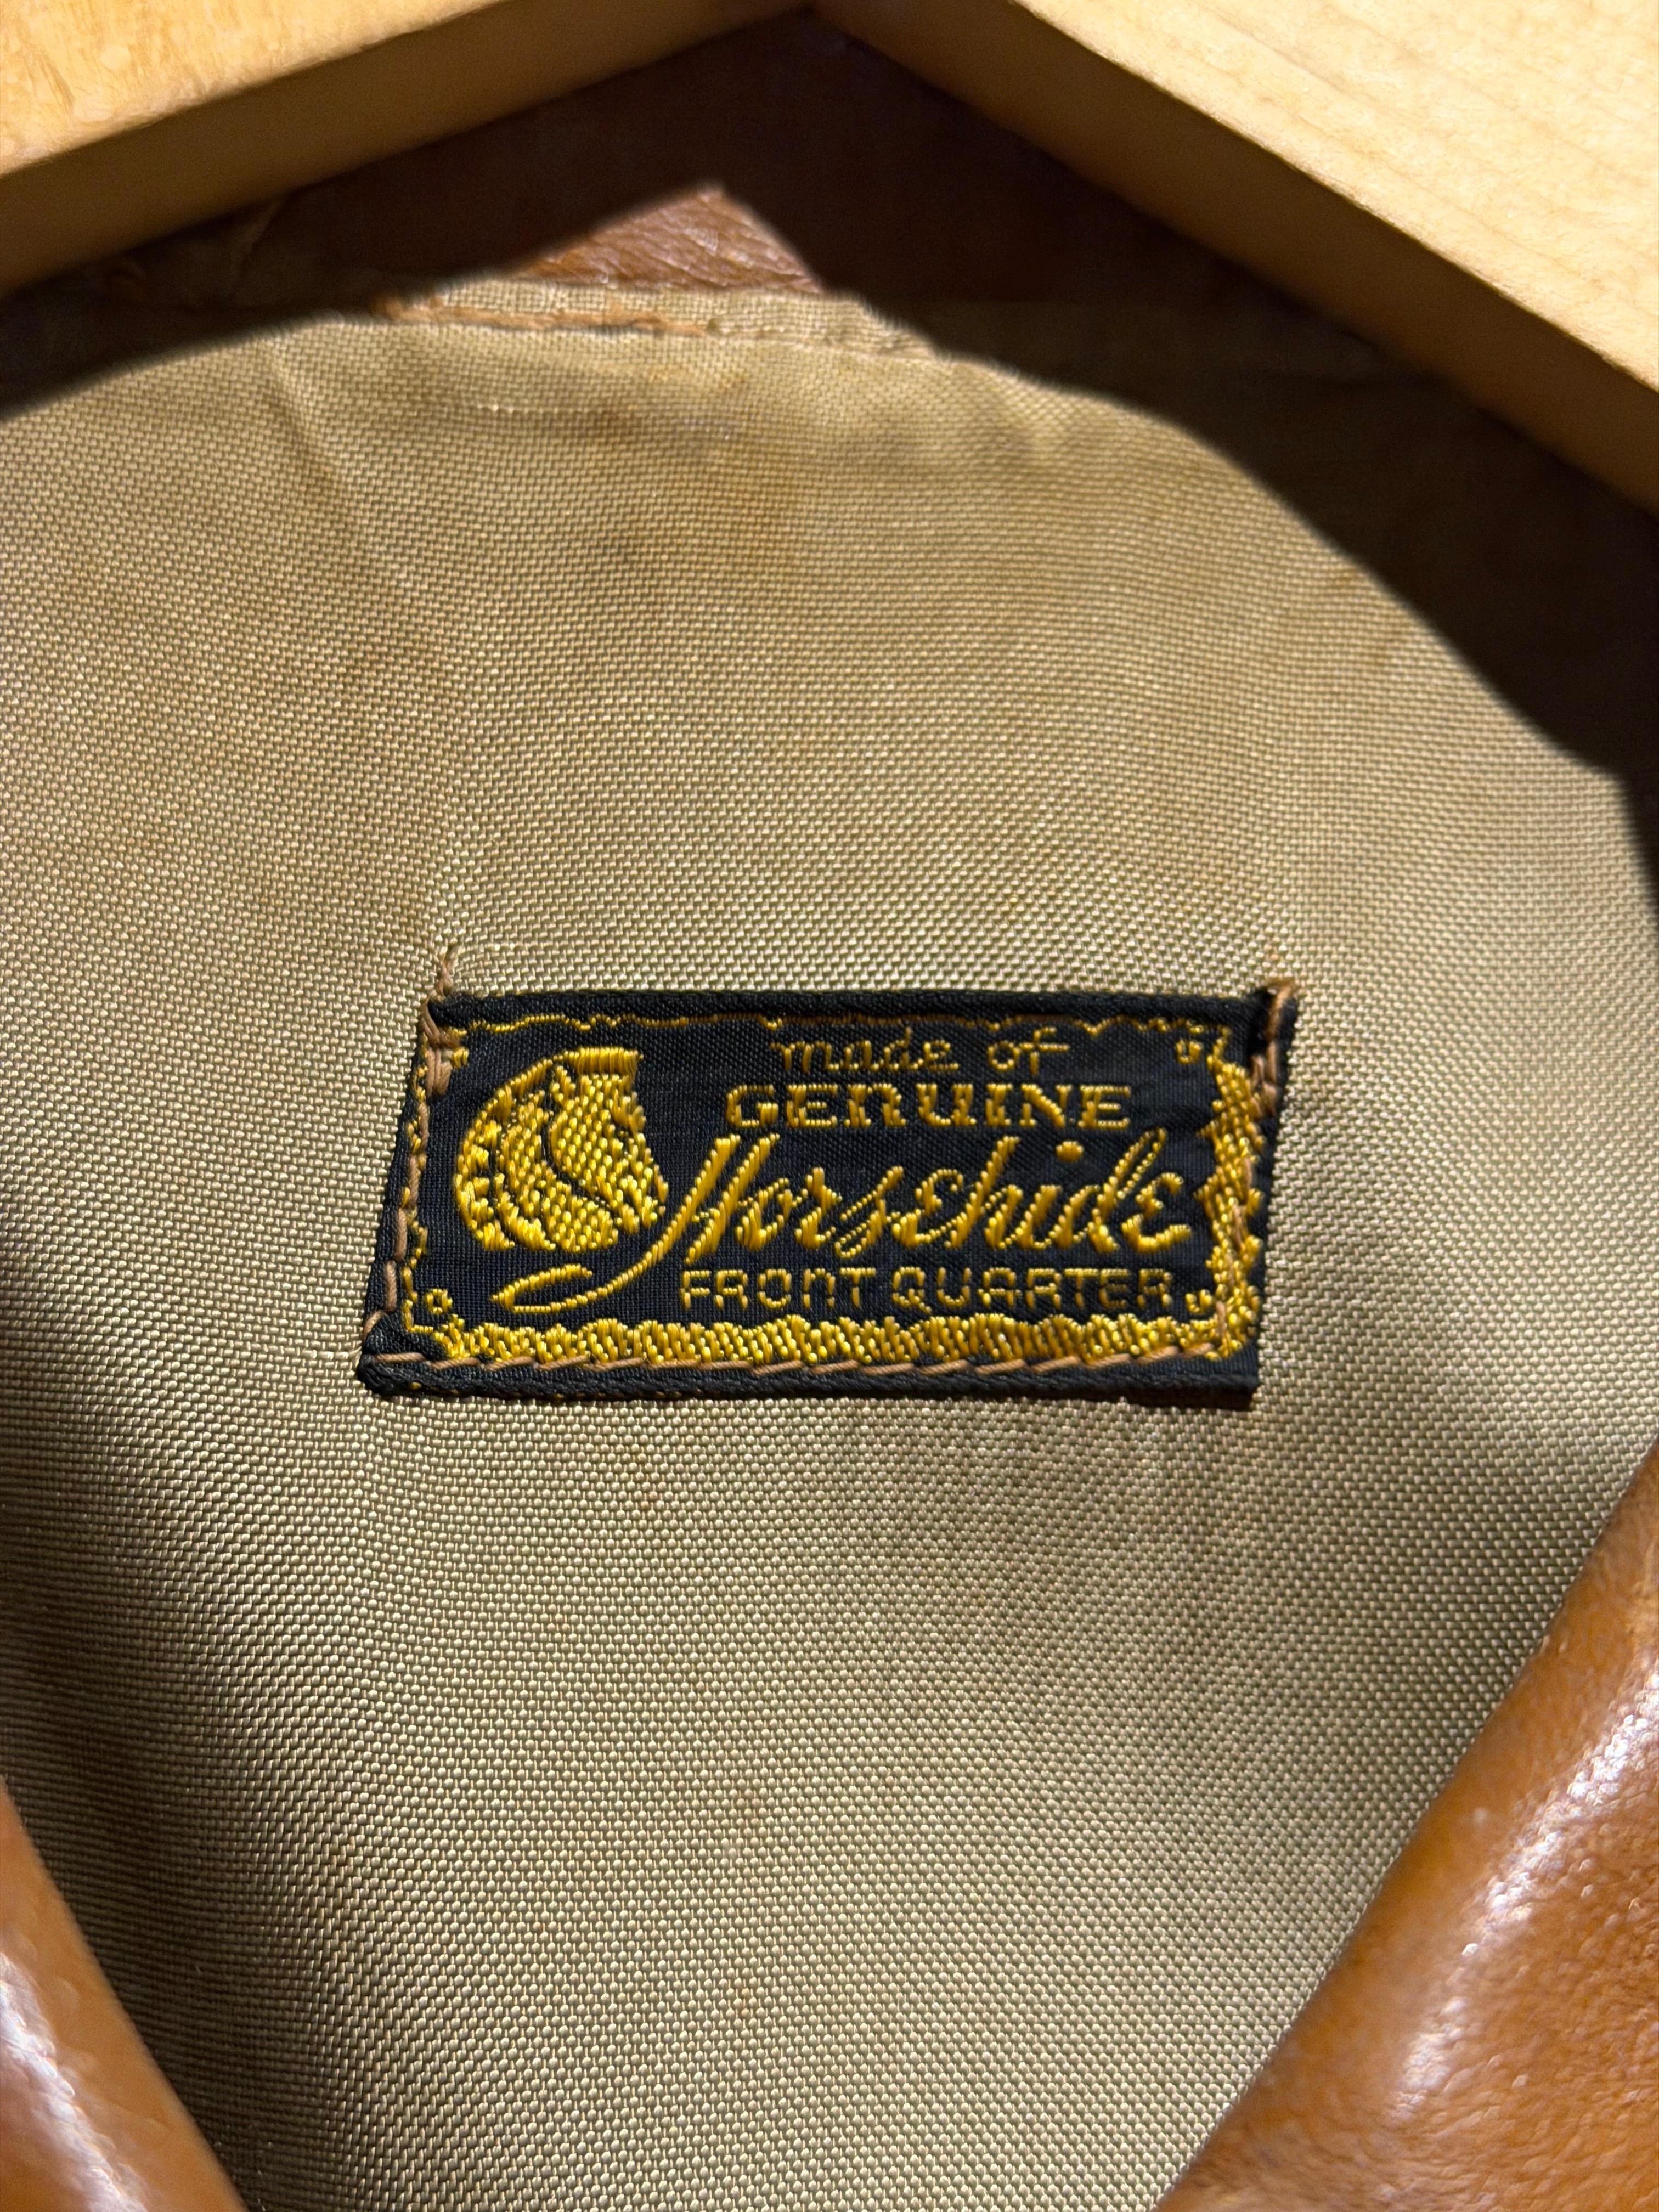 made of
GENUINE
Horsehide
FRONT QUARTER